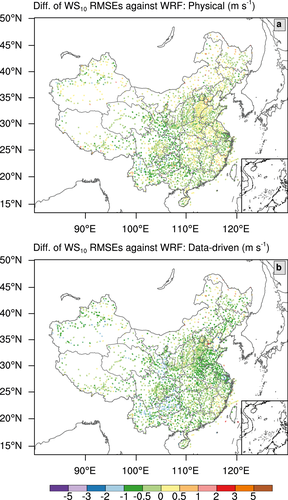 Diff. of WS10 RMSEs against WRF: Physical (m s-1)
a
50°N
45°N
40°N
35°N
30°N
25°N
20°N
15°N
90°E 100°E 110°E 120°E
Diff. of WS10 RMSEs against WRF: Data-driven (m s-1)
b
50°N
45°N
40°N
35°N
30°N
25°N
20°N
15°N
90°E 100°E 110°E 120°E
-5 -3 -2 -1 -0.5 0 0.5 1 2 3 5